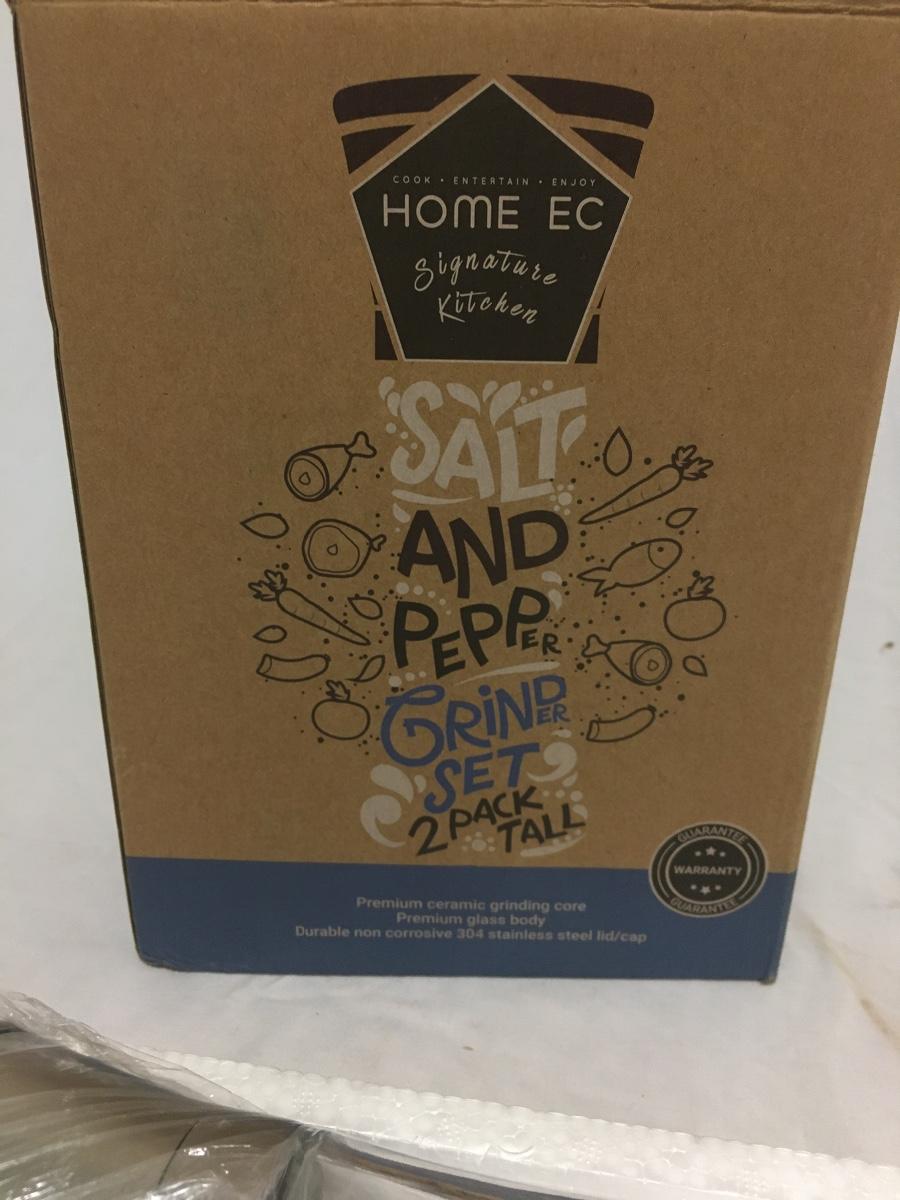 COOK • ENTERTAIN • ENJOY
HOME EC
Signature
Kitchen
SALT
AND
PEPPER
GRINDER
SET
2 PACK
TALL
GUARANTEE
WARRANTY
GUARANTEE
Premium ceramic grinding core
Premium glass body
Durable non corrosive 304 stainless steel lid/cap